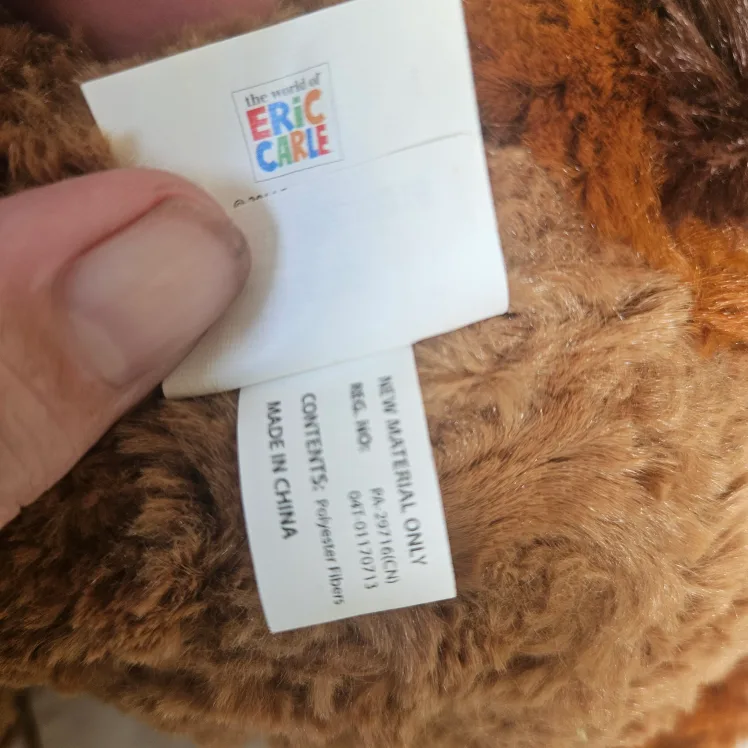 the world of
ERiC
CARLE
NEW MATERIAL ONLY
REG. NO:
PA-29716(CN)
04T-01170713
CONTENTS: Polyester Fibers
MADE IN CHINA